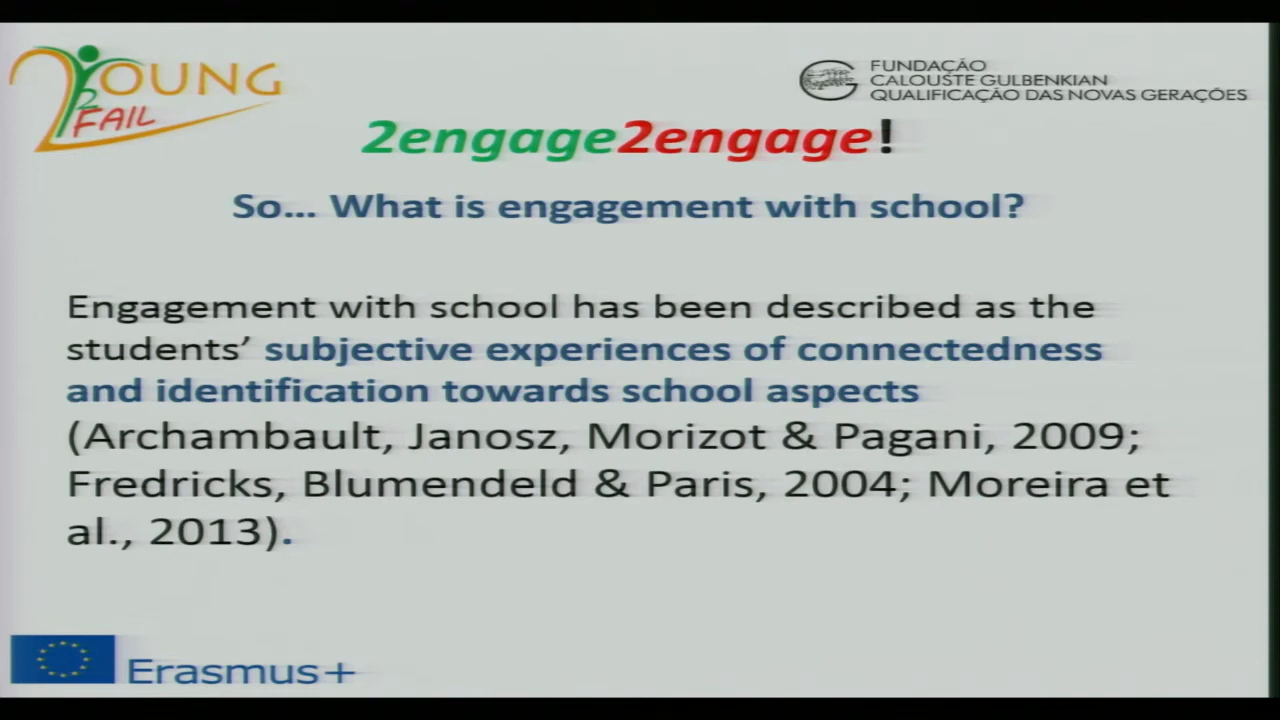 YOUNG
2
FAIL
FUNDAÇÃO
CALOUSTE GULBENKIAN
QUALIFICAÇÃO DAS NOVAS GERAÇÕES
2engage2engage!
So... What is engagement with school?
Engagement with school has been described as the
students’ subjective experiences of connectedness
and identification towards school aspects
(Archambault, Janosz, Morizot & Pagani, 2009;
Fredricks, Blumendeld & Paris, 2004; Moreira et
al., 2013).
Erasmus+